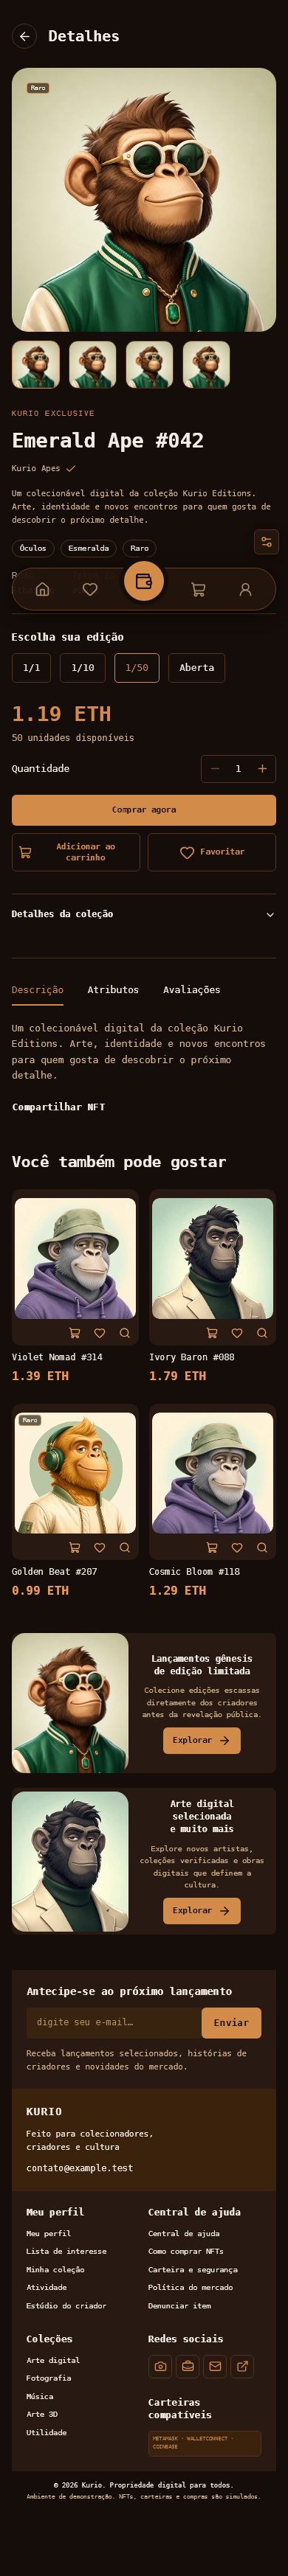 Detalhes
Raro
KURIO EXCLUSIVE
Emerald Ape #042
Kurio Apes
Um colecionável digital da coleção Kurio Editions.
Arte, identidade e novos encontros para quem gosta de
descobrir o próximo detalhe.
Óculos
Esmeralda
Raro
Escolha sua edição
1/1
1/10
1/50
Aberta
1.19 ETH
50 unidades disponíveis
Quantidade
1
Comprar agora
Adicionar ao
carrinho
Favoritar
Detalhes da coleção
Descrição
Atributos
Avaliações
Um colecionável digital da coleção Kurio
Editions. Arte, identidade e novos encontros
para quem gosta de descobrir o próximo
detalhe.
Compartilhar NFT
Você também pode gostar
Violet Nomad #314
1.39 ETH
Ivory Baron #088
1.79 ETH
Raro
Golden Beat #207
0.99 ETH
Cosmic Bloom #118
1.29 ETH
Lançamentos gênesis
de edição limitada
Colecione edições escassas
diretamente dos criadores
antes da revelação pública.
Explorar
Arte digital
selecionada
e muito mais
Explore novos artistas,
coleções verificadas e obras
digitais que definem a
cultura.
Explorar
Antecipe-se ao próximo lançamento
digite seu e-mail…
Enviar
Receba lançamentos selecionados, histórias de
criadores e novidades do mercado.
KURIO
Feito para colecionadores,
criadores e cultura
contato@example.test
Meu perfil
Meu perfil
Lista de interesse
Minha coleção
Atividade
Estúdio do criador
Central de ajuda
Central de ajuda
Como comprar NFTs
Carteira e segurança
Política do mercado
Denunciar item
Coleções
Arte digital
Fotografia
Música
Arte 3D
Utilidade
Redes sociais
Carteiras
compatíveis
METAMASK · WALLETCONNECT ·
COINBASE
© 2026 Kurio. Propriedade digital para todos.
Ambiente de demonstração. NFTs, carteiras e compras são simulados.